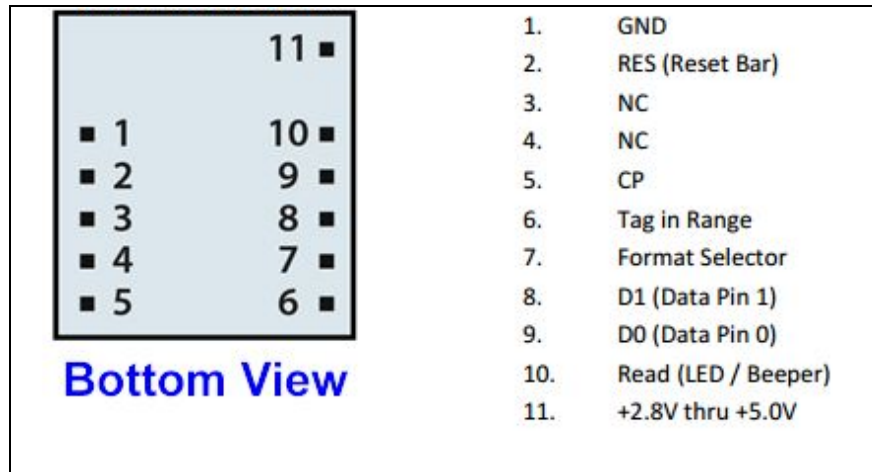 11
1 10
2 9
3 8
4 7
5 6
Bottom View
1. GND
2. RES (Reset Bar)
3. NC
4. NC
5. CP
6. Tag in Range
7. Format Selector
8. D1 (Data Pin 1)
9. D0 (Data Pin 0)
10. Read (LED / Beeper)
11. +2.8V thru +5.0V